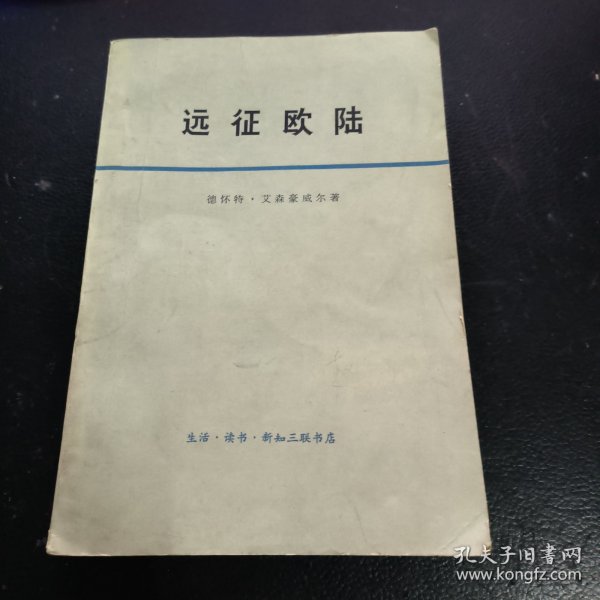 远征欧陆
德怀特·艾森豪威尔著
生活·读书·新知三联书店
孔夫子旧书网
www.kongfz.com